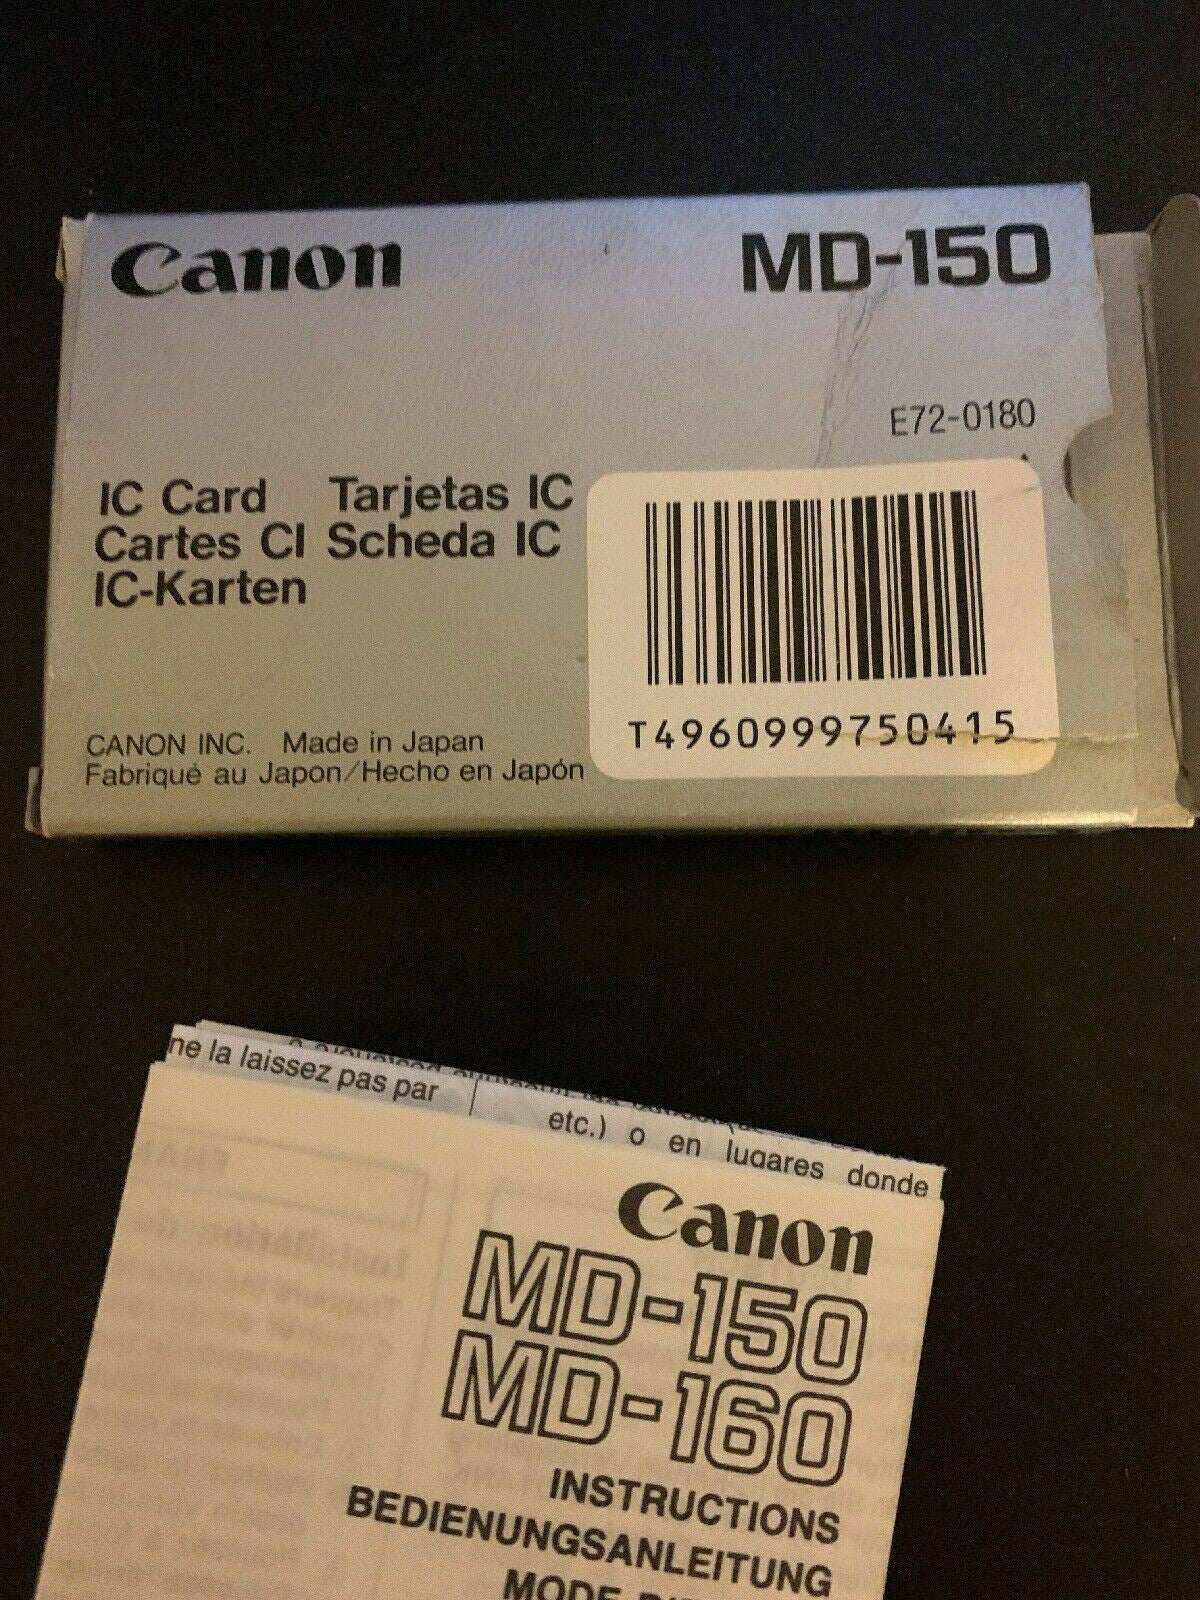 Canon MD-150
E72-0180
IC Card Tarjetas IC
Cartes CI Scheda IC
IC-Karten
T4960999750415
CANON INC. Made in Japan
Fabriqué au Japon/Hecho en Japón
ne la laissez pas par
etc.) o en lugares donde
Canon
MD-150
MD-160
INSTRUCTIONS
BEDIENUNGSANLEITUNG
MODE